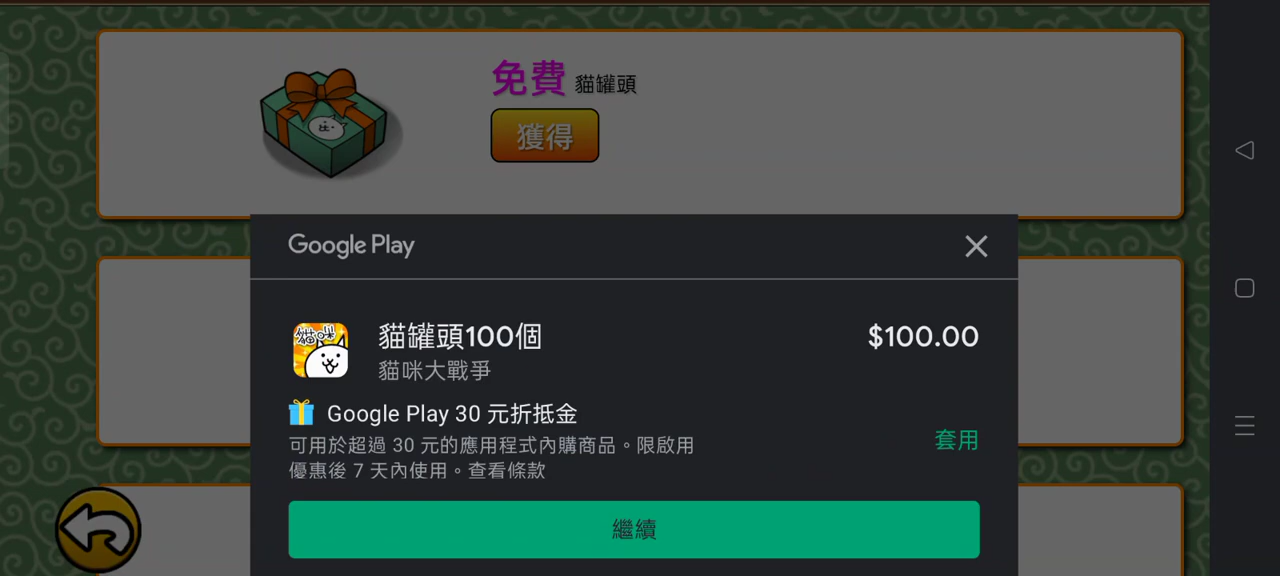 免費 貓罐頭
獲得
Google Play
貓咪
貓罐頭100個
$100.00
貓咪大戰爭
Google Play 30 元折抵金
可用於超過 30 元的應用程式內購商品。限啟用
優惠後 7 天內使用。查看條款
套用
繼續